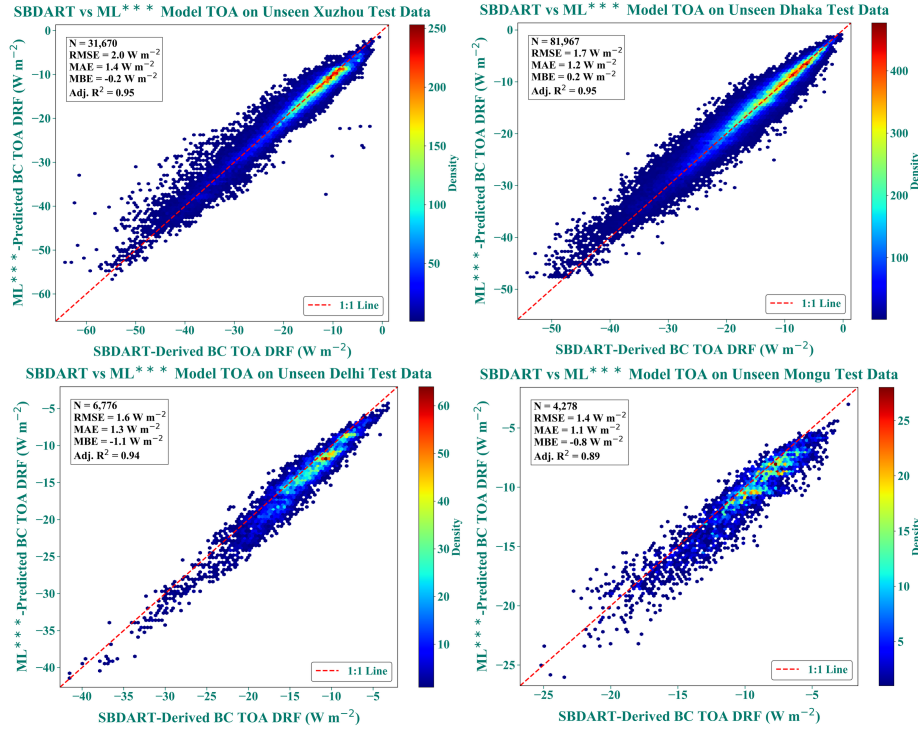 SBDART vs ML*** Model TOA on Unseen Xuzhou Test Data
N = 31,670
RMSE = 2.0 W m⁻²
MAE = 1.4 W m⁻²
MBE = -0.2 W m⁻²
Adj. R² = 0.95
ML***-Predicted BC TOA DRF (W m⁻²)
0
−10
−20
−30
−40
−50
−60
−60
−50
−40
−30
−20
−10
0
SBDART-Derived BC TOA DRF (W m⁻²)
1:1 Line
250
200
150
100
50
Density
SBDART vs ML*** Model TOA on Unseen Dhaka Test Data
N = 81,967
RMSE = 1.7 W m⁻²
MAE = 1.2 W m⁻²
MBE = 0.2 W m⁻²
Adj. R² = 0.95
ML***-Predicted BC TOA DRF (W m⁻²)
0
−10
−20
−30
−40
−50
−50
−40
−30
−20
−10
0
SBDART-Derived BC TOA DRF (W m⁻²)
1:1 Line
400
300
200
100
Density
SBDART vs ML*** Model TOA on Unseen Delhi Test Data
N = 6,776
RMSE = 1.6 W m⁻²
MAE = 1.3 W m⁻²
MBE = -1.1 W m⁻²
Adj. R² = 0.94
ML***-Predicted BC TOA DRF (W m⁻²)
−5
−10
−15
−20
−25
−30
−35
−40
−40
−35
−30
−25
−20
−15
−10
−5
SBDART-Derived BC TOA DRF (W m⁻²)
1:1 Line
60
50
40
30
20
10
Density
SBDART vs ML*** Model TOA on Unseen Mongu Test Data
N = 4,278
RMSE = 1.4 W m⁻²
MAE = 1.1 W m⁻²
MBE = -0.8 W m⁻²
Adj. R² = 0.89
ML***-Predicted BC TOA DRF (W m⁻²)
−5
−10
−15
−20
−25
−25
−20
−15
−10
−5
SBDART-Derived BC TOA DRF (W m⁻²)
1:1 Line
25
20
15
10
5
Density